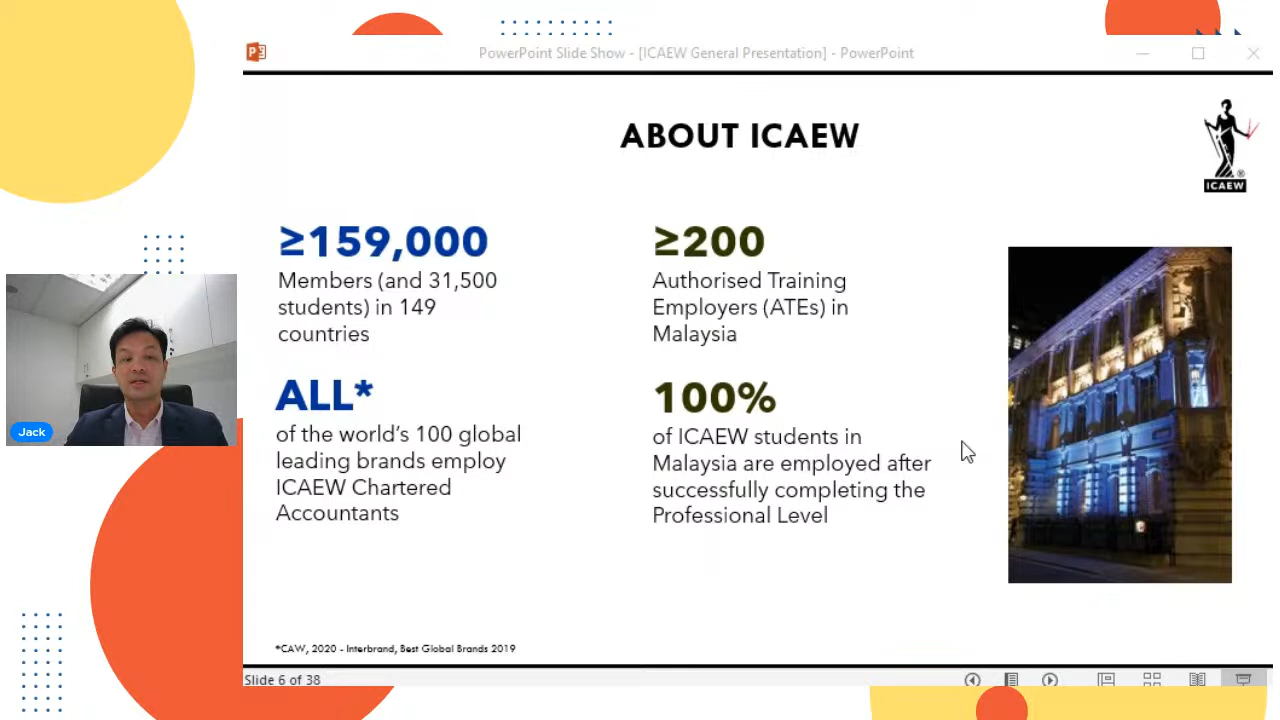 PowerPoint Slide Show - [ICAEW General Presentation] - PowerPoint
ABOUT ICAEW
ICAEW
≥159,000
Members (and 31,500
students) in 149
countries
≥200
Authorised Training
Employers (ATEs) in
Malaysia
ALL*
of the world's 100 global
leading brands employ
ICAEW Chartered
Accountants
100%
of ICAEW students in
Malaysia are employed after
successfully completing the
Professional Level
Jack
*CAW, 2020 - Interbrand, Best Global Brands 2019
Slide 6 of 38